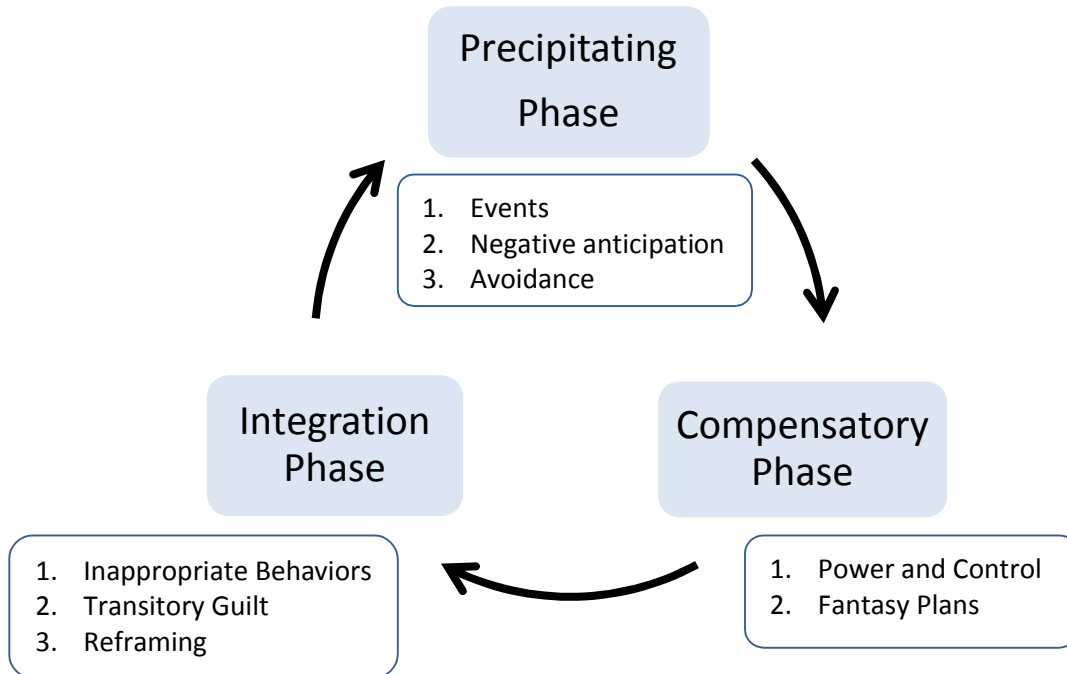 Precipitating
Phase
1. Events
2. Negative anticipation
3. Avoidance
Compensatory
Phase
1. Power and Control
2. Fantasy Plans
Integration
Phase
1. Inappropriate Behaviors
2. Transitory Guilt
3. Reframing